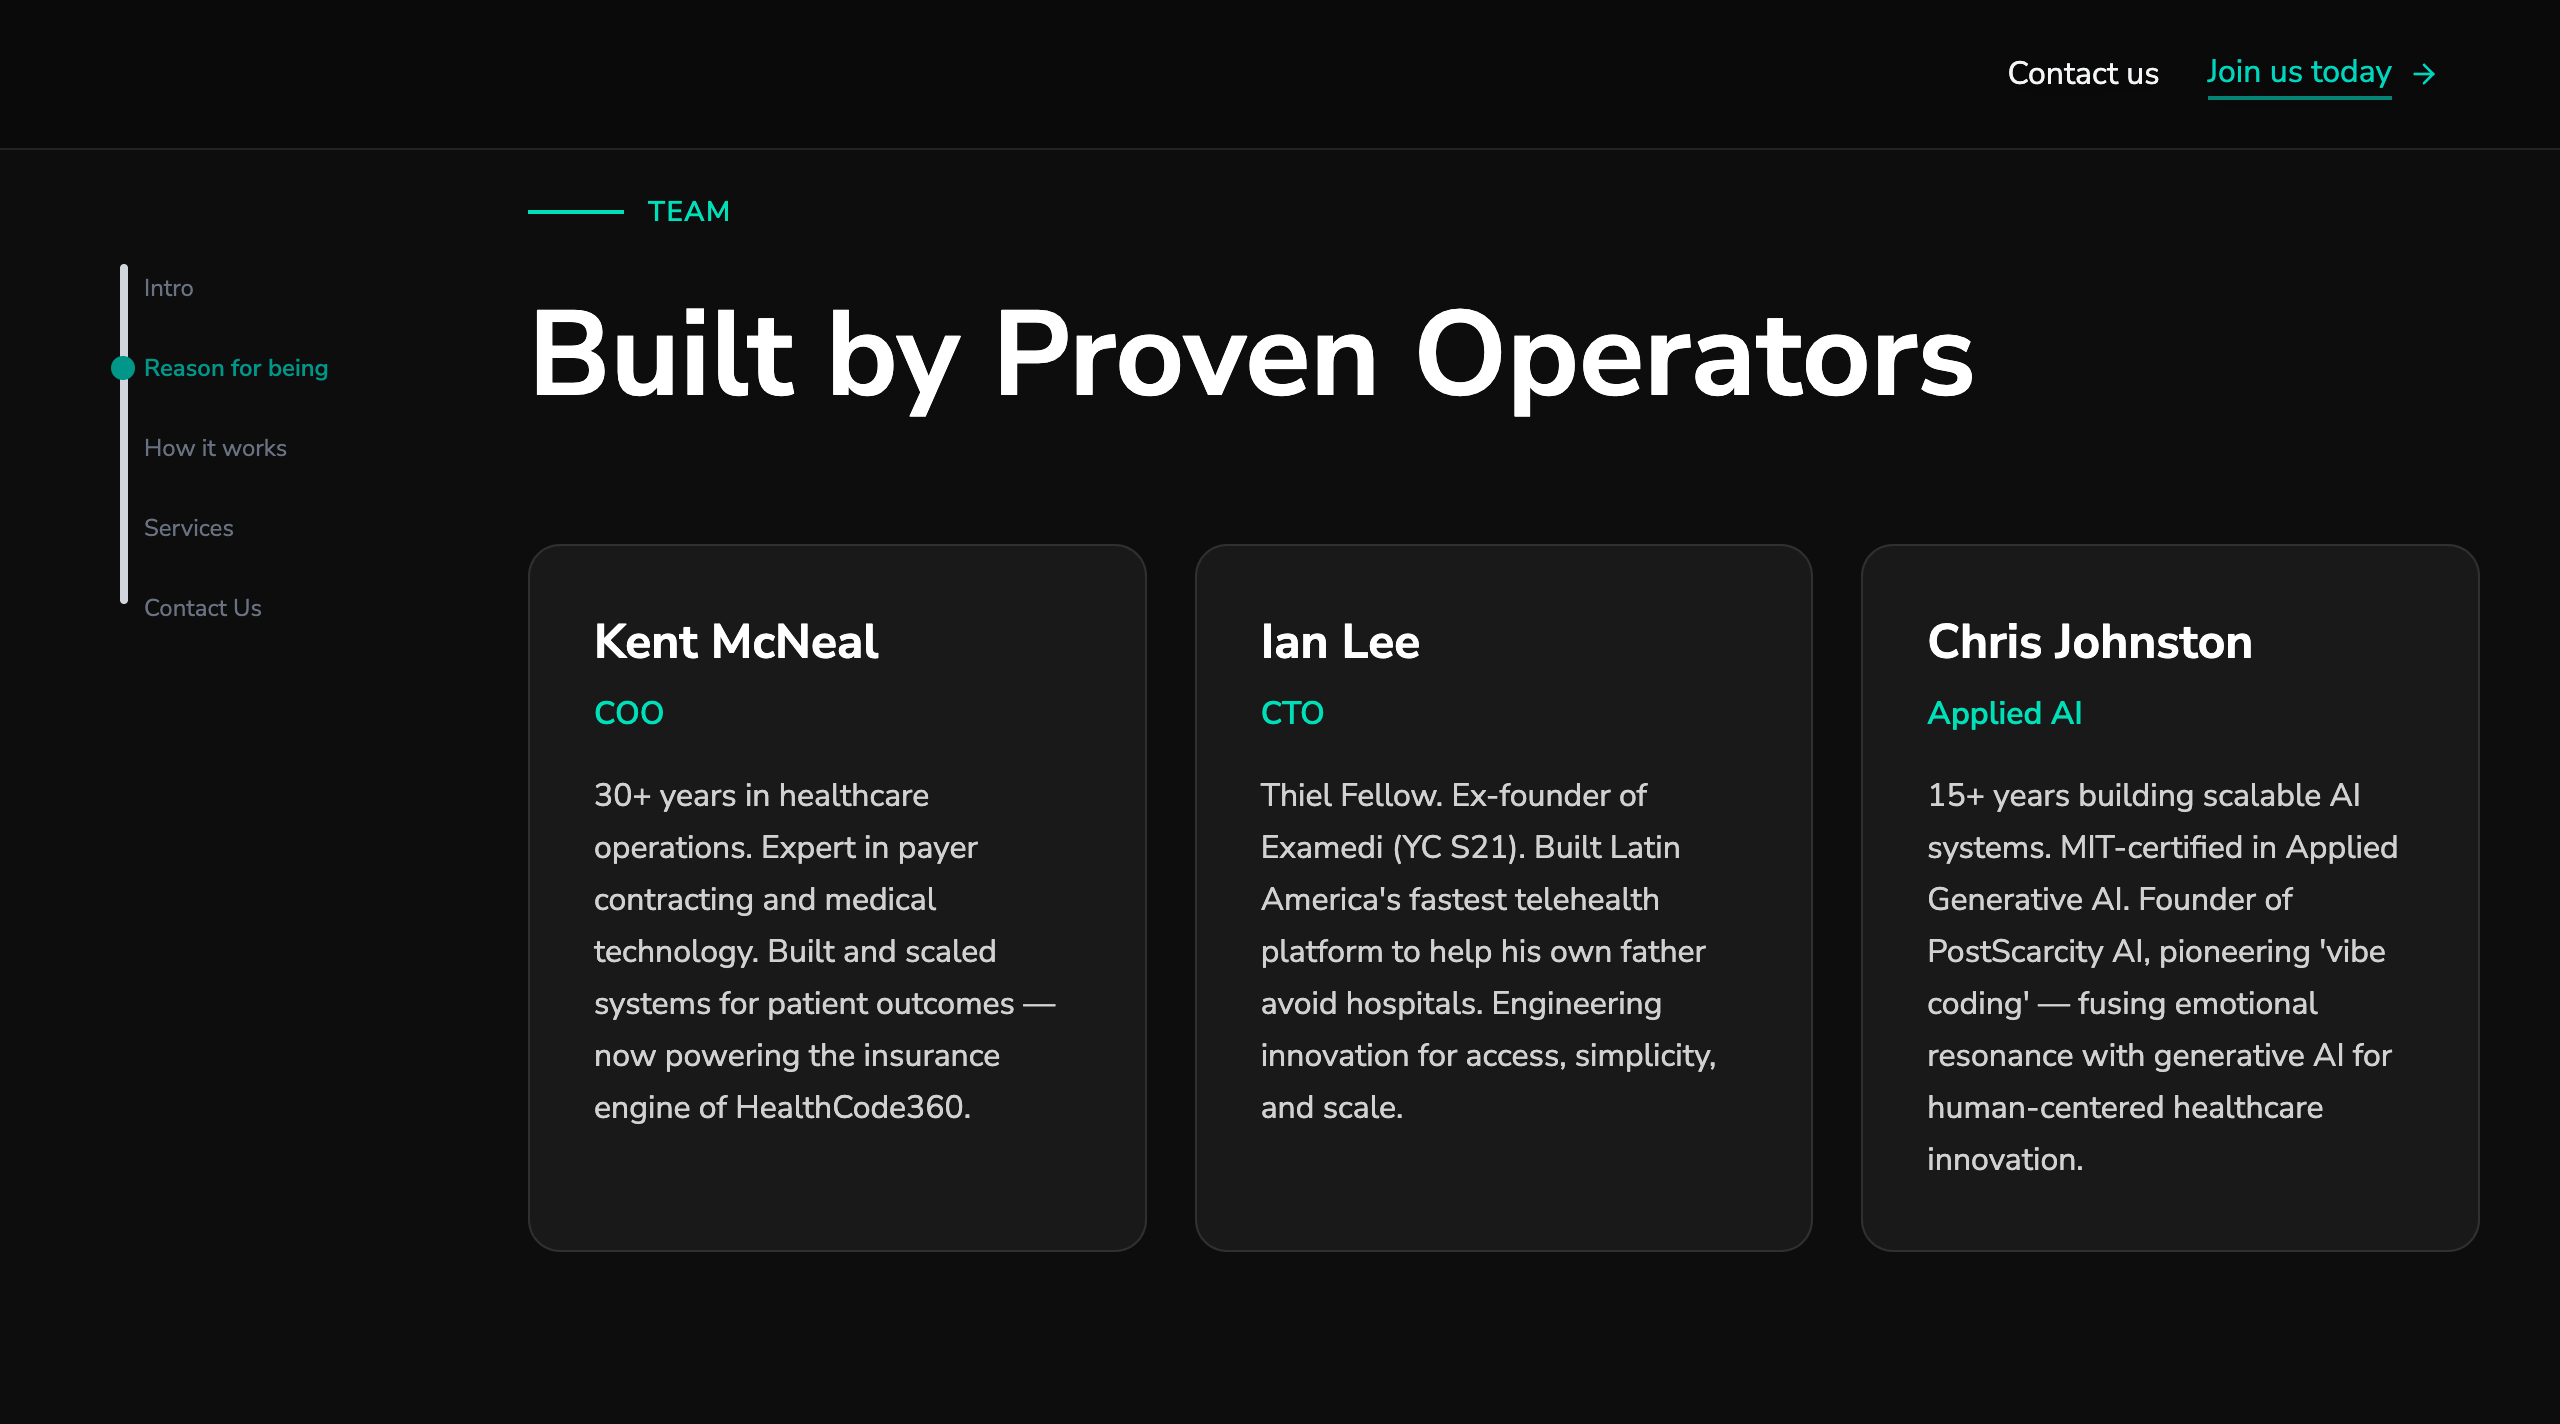 Contact us
Join us today →
TEAM
Intro
Reason for being
How it works
Services
Contact Us
Built by Proven Operators
Kent McNeal
COO
30+ years in healthcare
operations. Expert in payer
contracting and medical
technology. Built and scaled
systems for patient outcomes —
now powering the insurance
engine of HealthCode360.
Ian Lee
CTO
Thiel Fellow. Ex-founder of
Examedi (YC S21). Built Latin
America's fastest telehealth
platform to help his own father
avoid hospitals. Engineering
innovation for access, simplicity,
and scale.
Chris Johnston
Applied AI
15+ years building scalable AI
systems. MIT-certified in Applied
Generative AI. Founder of
PostScarcity AI, pioneering 'vibe
coding' — fusing emotional
resonance with generative AI for
human-centered healthcare
innovation.